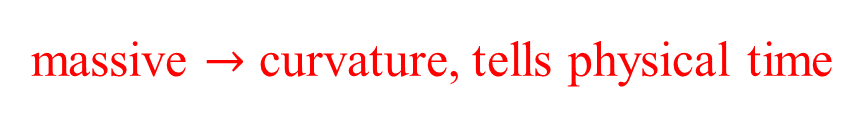 massive → curvature, tells physical time